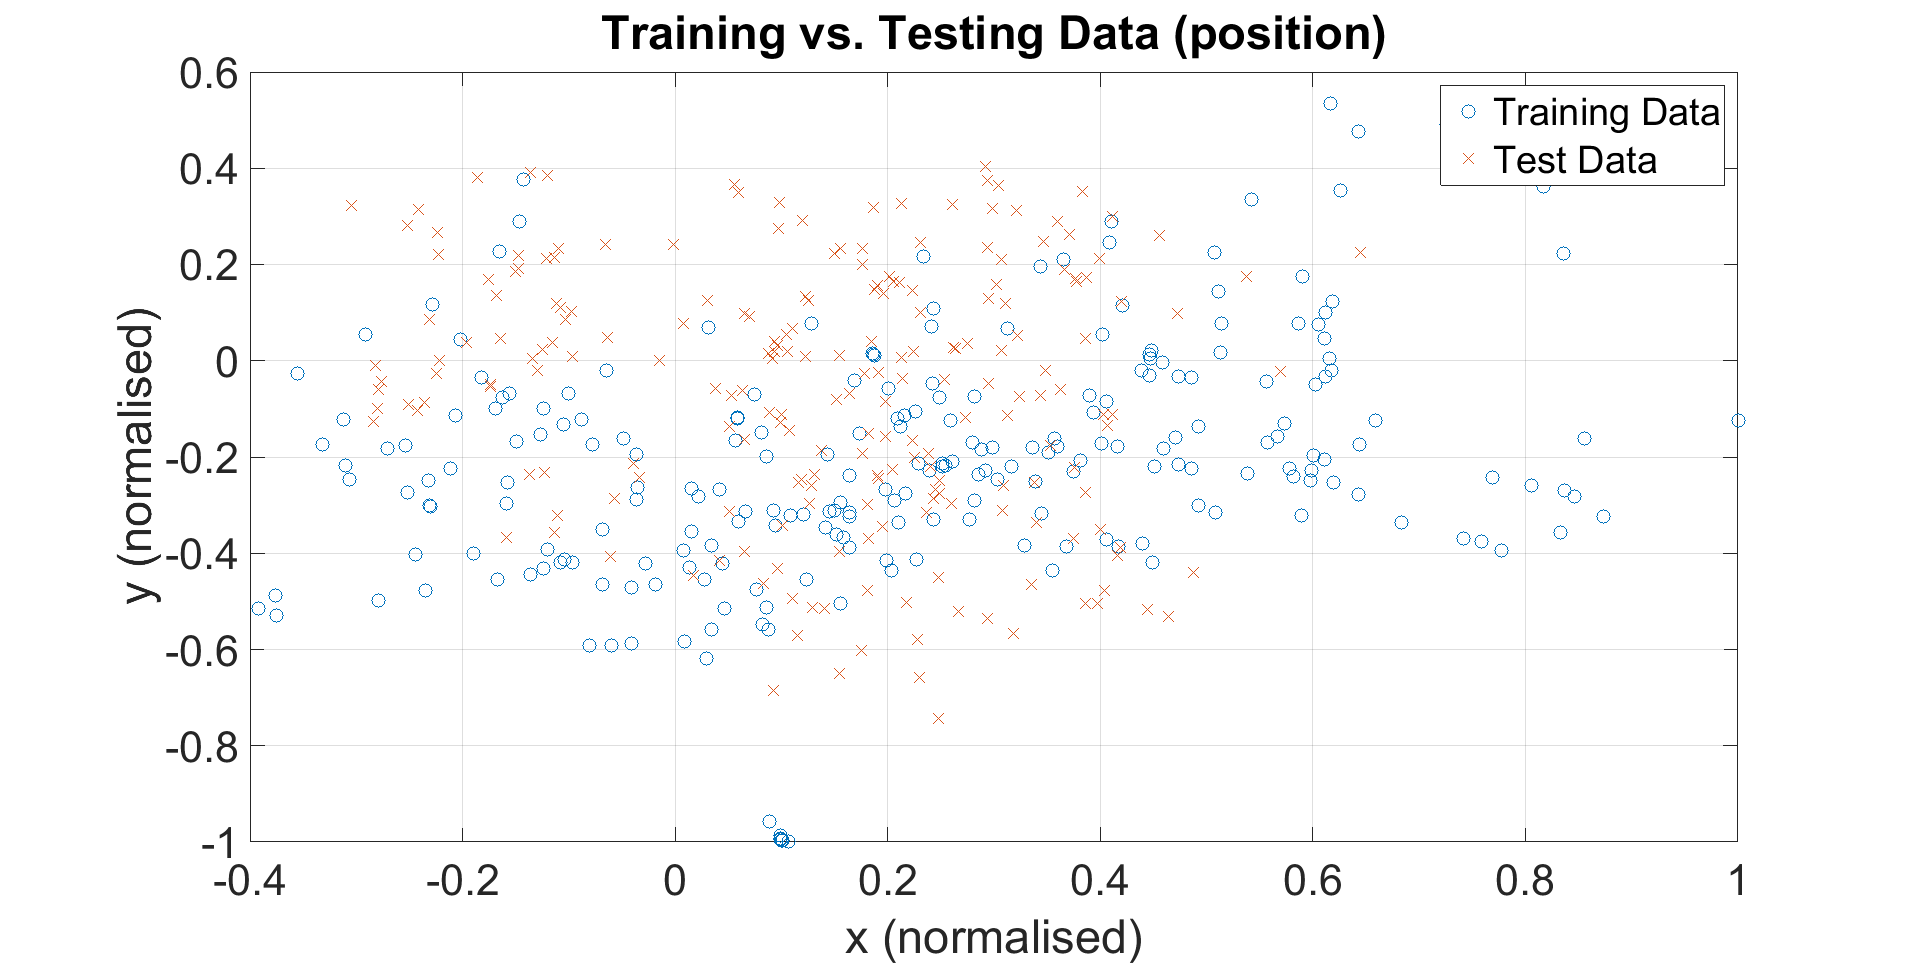 Training vs. Testing Data (position)
Training Data
Test Data
0.6
0.4
0.2
0
-0.2
-0.4
-0.6
-0.8
-1
y (normalised)
-0.4 -0.2 0 0.2 0.4 0.6 0.8 1
x (normalised)